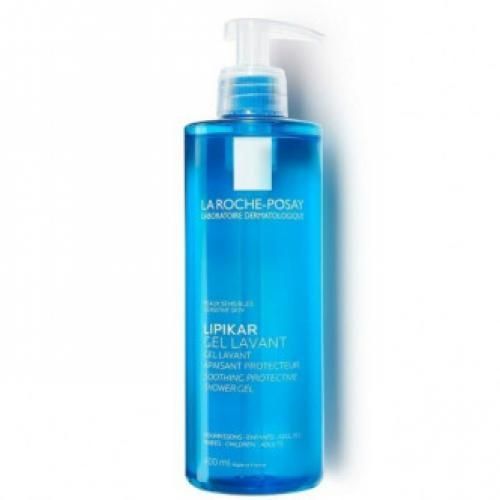 LA ROCHE-POSAY
LABORATOIRE DERMATOLOGIQUE
PEAUX SENSIBLES
SENSITIVE SKIN
LIPIKAR
GEL LAVANT
GEL LAVANT
APAISANT PROTECTEUR
SOOTHING PROTECTIVE
SHOWER GEL
NOURRISSONS - ENFANTS - ADULTES
BABIES - CHILDREN - ADULTS
400 ml